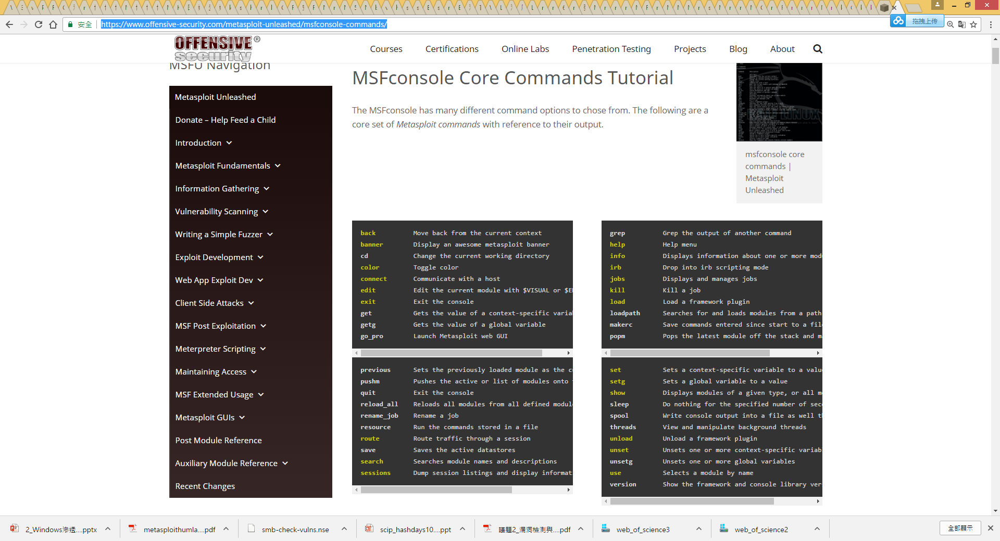 安全
https://www.offensive-security.com/metasploit-unleashed/msfconsole-commands/
拖拽上传
OFFENSIVE®
security
Courses
Certifications
Online Labs
Penetration Testing
Projects
Blog
About
MSFU Navigation
Metasploit Unleashed
Donate – Help Feed a Child
Introduction
Metasploit Fundamentals
Information Gathering
Vulnerability Scanning
Writing a Simple Fuzzer
Exploit Development
Web App Exploit Dev
Client Side Attacks
MSF Post Exploitation
Meterpreter Scripting
Maintaining Access
MSF Extended Usage
Metasploit GUIs
Post Module Reference
Auxiliary Module Reference
Recent Changes
MSFconsole Core Commands Tutorial
The MSFconsole has many different command options to chose from. The following are a
core set of Metasploit commands with reference to their output.
msfconsole core
commands |
Metasploit
Unleashed
back Move back from the current context
banner Display an awesome metasploit banner
cd Change the current working directory
color Toggle color
connect Communicate with a host
edit Edit the current module with $VISUAL or $E
exit Exit the console
get Gets the value of a context-specific varia
getg Gets the value of a global variable
go_pro Launch Metasploit web GUI
grep Grep the output of another command
help Help menu
info Displays information about one or more mod
irb Drop into irb scripting mode
jobs Displays and manages jobs
kill Kill a job
load Load a framework plugin
loadpath Searches for and loads modules from a path
makerc Save commands entered since start to a fil
popm Pops the latest module off the stack and m
previous Sets the previously loaded module as the c
pushm Pushes the active or list of modules onto
quit Exit the console
reload_all Reloads all modules from all defined modul
rename_job Rename a job
resource Run the commands stored in a file
route Route traffic through a session
save Saves the active datastores
search Searches module names and descriptions
sessions Dump session listings and display informat
set Sets a context-specific variable to a valu
setg Sets a global variable to a value
show Displays modules of a given type, or all m
sleep Do nothing for the specified number of sec
spool Write console output into a file as well t
threads View and manipulate background threads
unload Unload a framework plugin
unset Unsets one or more context-specific variab
unsetg Unsets one or more global variables
use Selects a module by name
version Show the framework and console library ver
2_Windows滲透....pptx
metasploithumla....pdf
smb-check-vulns.nse
scip_hashdays10....ppt
議題2_漏洞檢測與....pdf
web_of_science3
web_of_science2
全部顯示